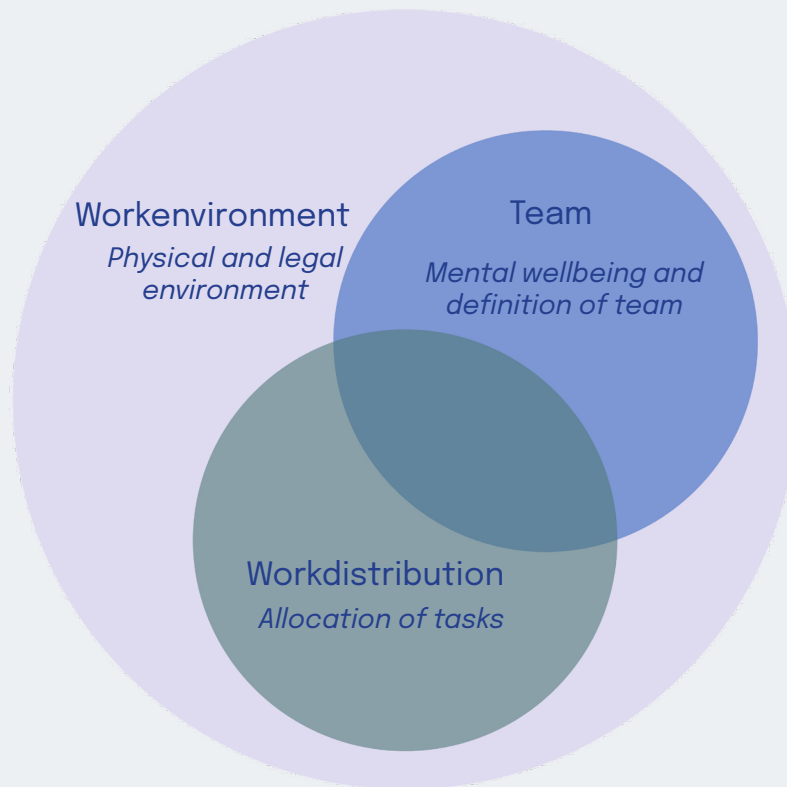 Workenvironment
Physical and legal
environment
Team
Mental wellbeing and
definition of team
Workdistribution
Allocation of tasks